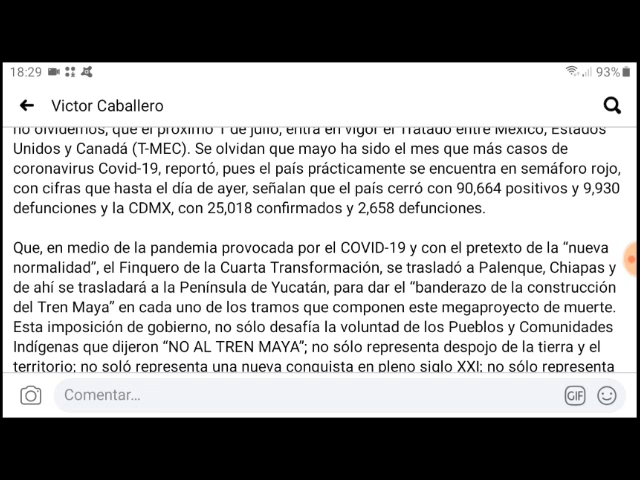 18:29
93%
Victor Caballero
no olvidemos, que el próximo 1 de julio, entra en vigor el Tratado entre México, Estados
Unidos y Canadá (T-MEC). Se olvidan que mayo ha sido el mes que más casos de
coronavirus Covid-19, reportó, pues el país prácticamente se encuentra en semáforo rojo,
con cifras que hasta el día de ayer, señalan que el país cerró con 90,664 positivos y 9,930
defunciones y la CDMX, con 25,018 confirmados y 2,658 defunciones.
Que, en medio de la pandemia provocada por el COVID-19 y con el pretexto de la “nueva
normalidad”, el Finquero de la Cuarta Transformación, se trasladó a Palenque, Chiapas y
de ahí se trasladará a la Península de Yucatán, para dar el “banderazo de la construcción
del Tren Maya” en cada uno de los tramos que componen este megaproyecto de muerte.
Esta imposición de gobierno, no sólo desafía la voluntad de los Pueblos y Comunidades
Indígenas que dijeron “NO AL TREN MAYA”; no sólo representa despojo de la tierra y el
territorio; no soló representa una nueva conquista en pleno siglo XXI; no sólo representa
Comentar...
GIF